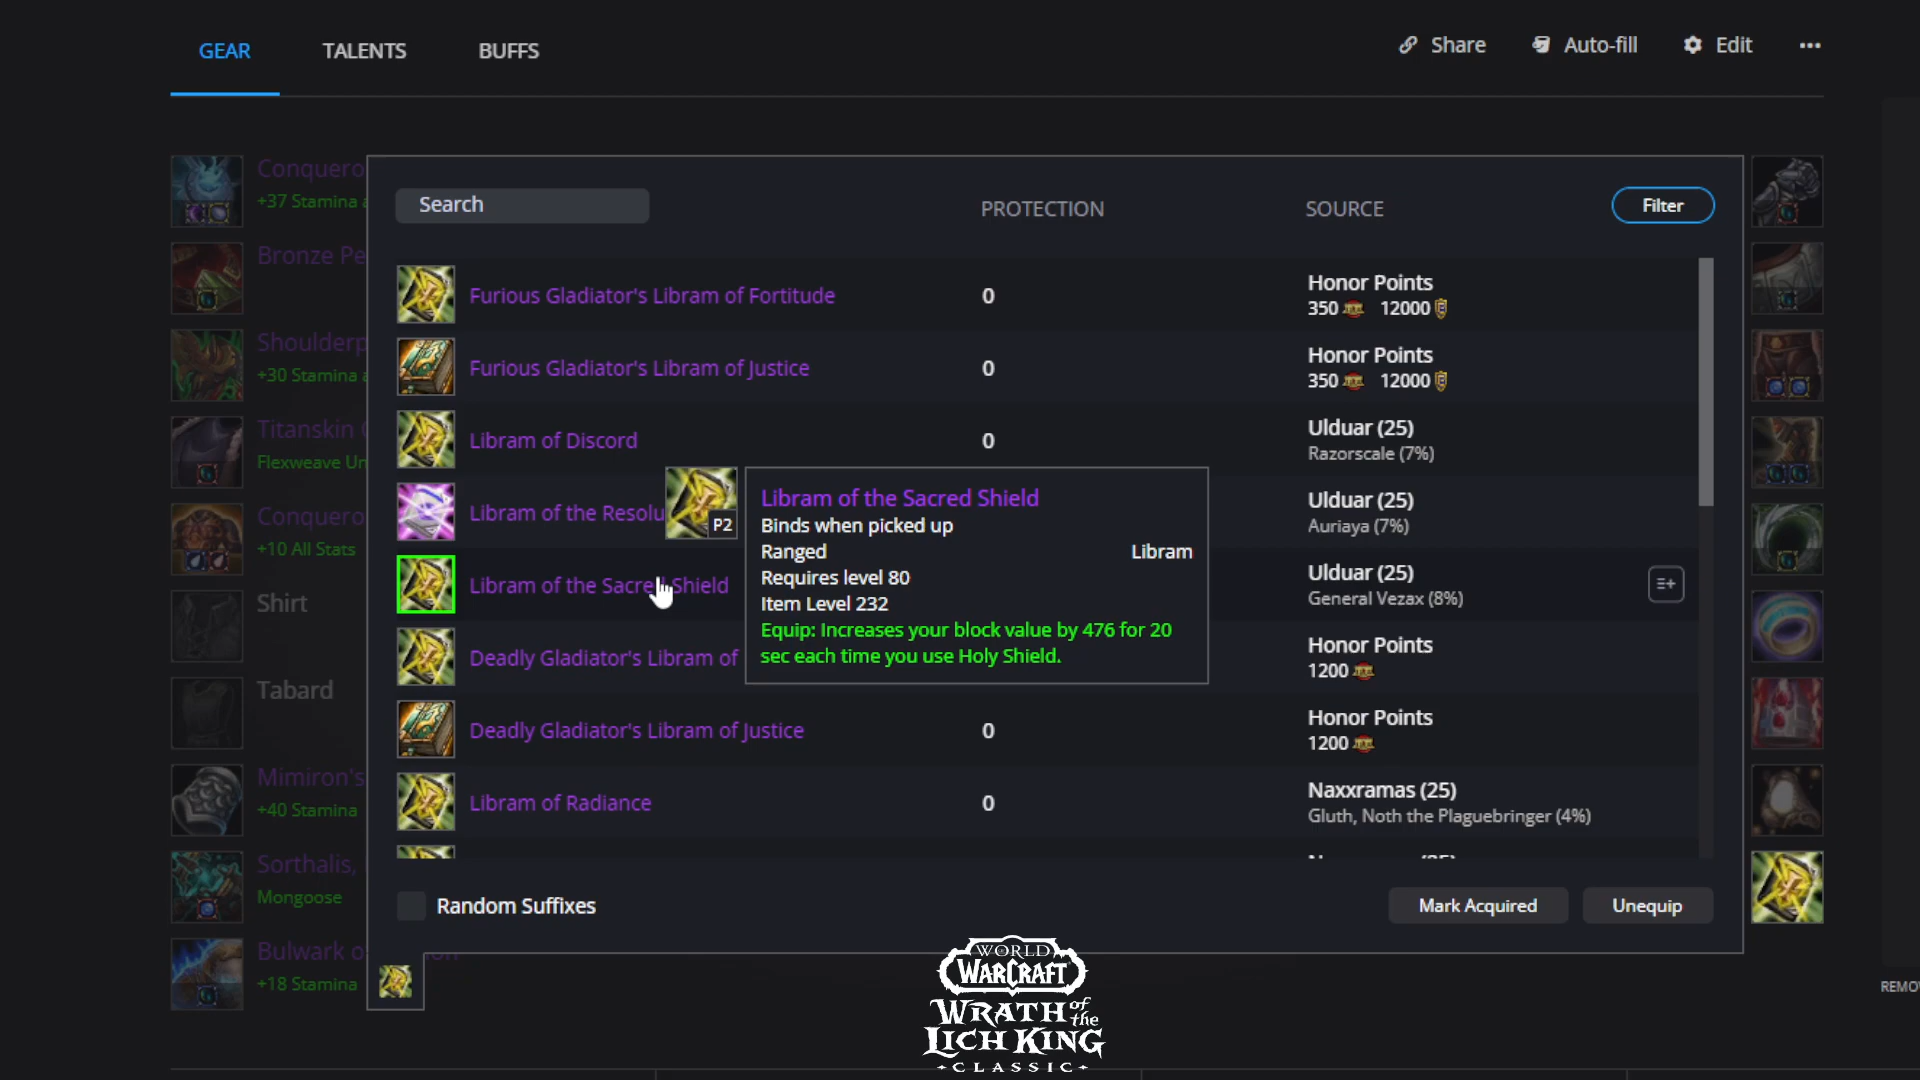 GEAR
TALENTS
BUFFS
Share
Auto-fill
Edit
Search
PROTECTION
SOURCE
Filter
Conquero
+37 Stamina a
Bronze Pe
Shoulderp
+30 Stamina a
Titanskin
Flexweave Un
Conquero
+10 All Stats
Shirt
Tabard
Mimiron's
+40 Stamina
Sorthalis,
Mongoose
Bulwark o
+18 Stamina
Furious Gladiator's Libram of Fortitude
0
Honor Points
350 12000
Furious Gladiator's Libram of Justice
0
Honor Points
350 12000
Libram of Discord
0
Ulduar (25)
Razorscale (7%)
Libram of the Resolu
Ulduar (25)
Auriaya (7%)
Libram of the Sacred Shield
Ulduar (25)
General Vezax (8%)
P2
Libram of the Sacred Shield
Binds when picked up
Ranged Libram
Requires level 80
Item Level 232
Equip: Increases your block value by 476 for 20
sec each time you use Holy Shield.
Deadly Gladiator's Libram of
Honor Points
1200
Deadly Gladiator's Libram of Justice
0
Honor Points
1200
Libram of Radiance
0
Naxxramas (25)
Gluth, Noth the Plaguebringer (4%)
Random Suffixes
Mark Acquired
Unequip
REMO
WORLD
OF
WARCRAFT
WRATH of the
LICH KING
CLASSIC